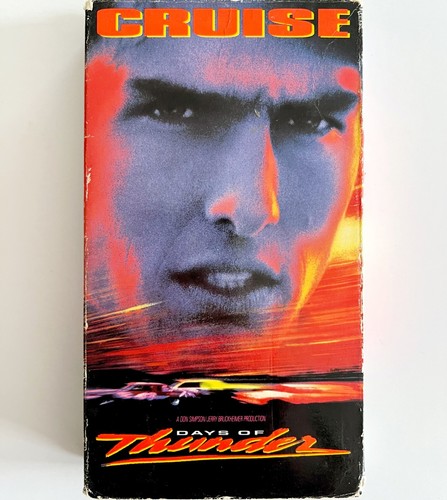 CRUISE
A DON SIMPSON/JERRY BRUCKHEIMER PRODUCTION
DAYS OF
Thunder